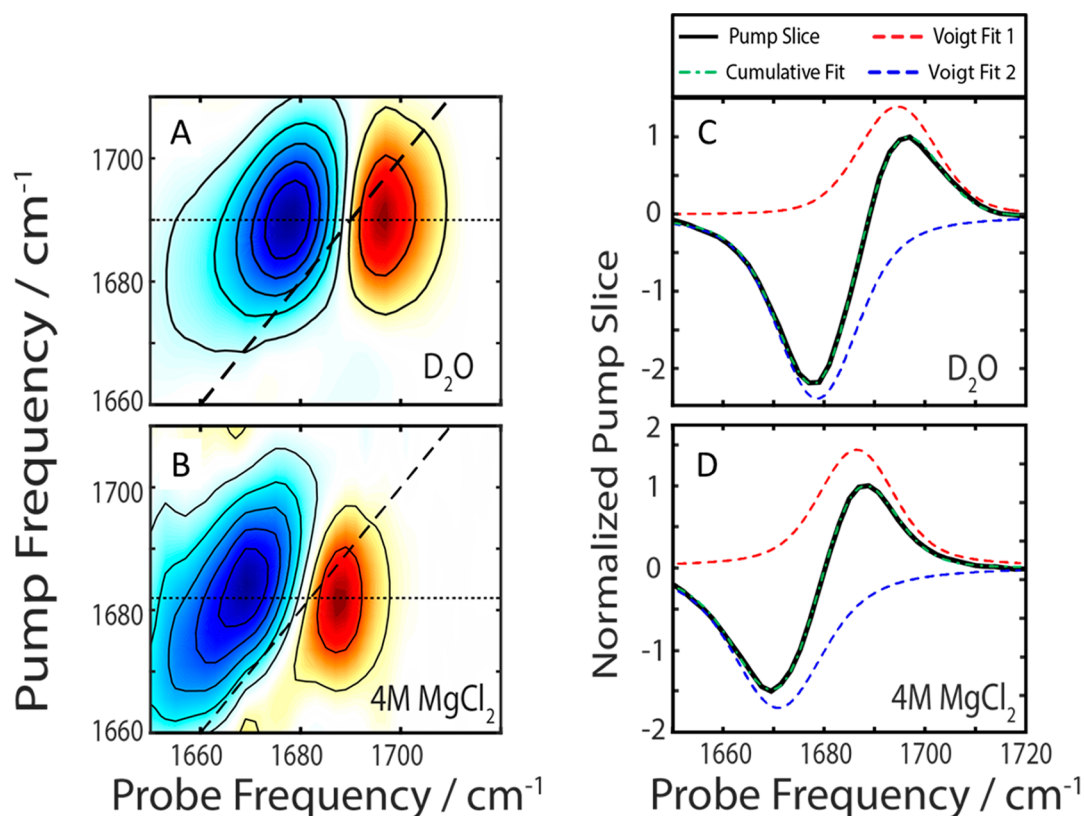 Pump Slice
Voigt Fit 1
Cumulative Fit
Voigt Fit 2
Pump Frequency / cm⁻¹
A
1700
1680
1660
D₂O
B
1700
1680
1660
4M MgCl₂
1660 1680 1700
Probe Frequency / cm⁻¹
Normalized Pump Slice
C
1
0
-1
-2
D₂O
D
2
1
0
-1
-2
4M MgCl₂
1660 1680 1700 1720
Probe Frequency / cm⁻¹